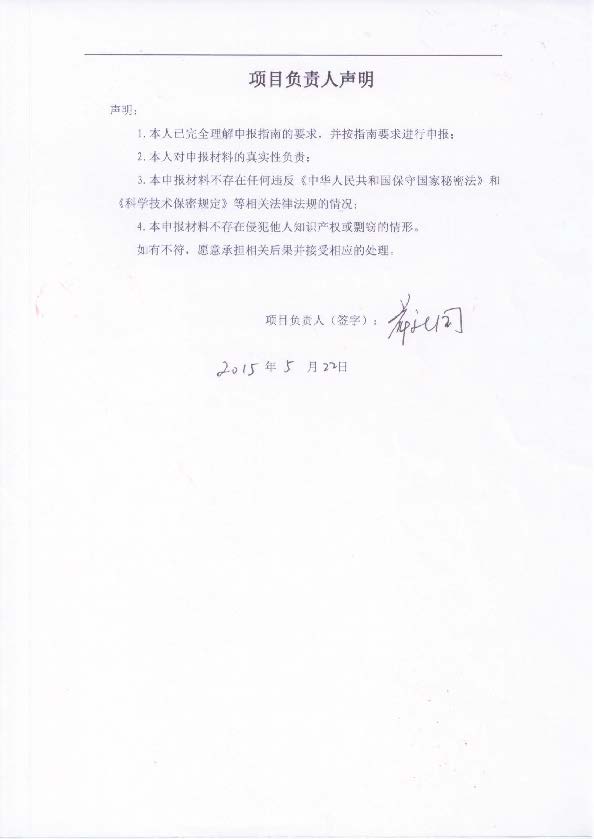 项目负责人声明
声明：
1.本人已完全理解申报指南的要求，并按指南要求进行申报；
2.本人对申报材料的真实性负责；
3.本申报材料不存在任何违反《中华人民共和国保守国家秘密法》和
《科学技术保密规定》等相关法律法规的情况；
4.本申报材料不存在侵犯他人知识产权或剽窃的情形。
如有不符，愿意承担相关后果并接受相应的处理。
项目负责人（签字）：
2015 年 5 月 22日